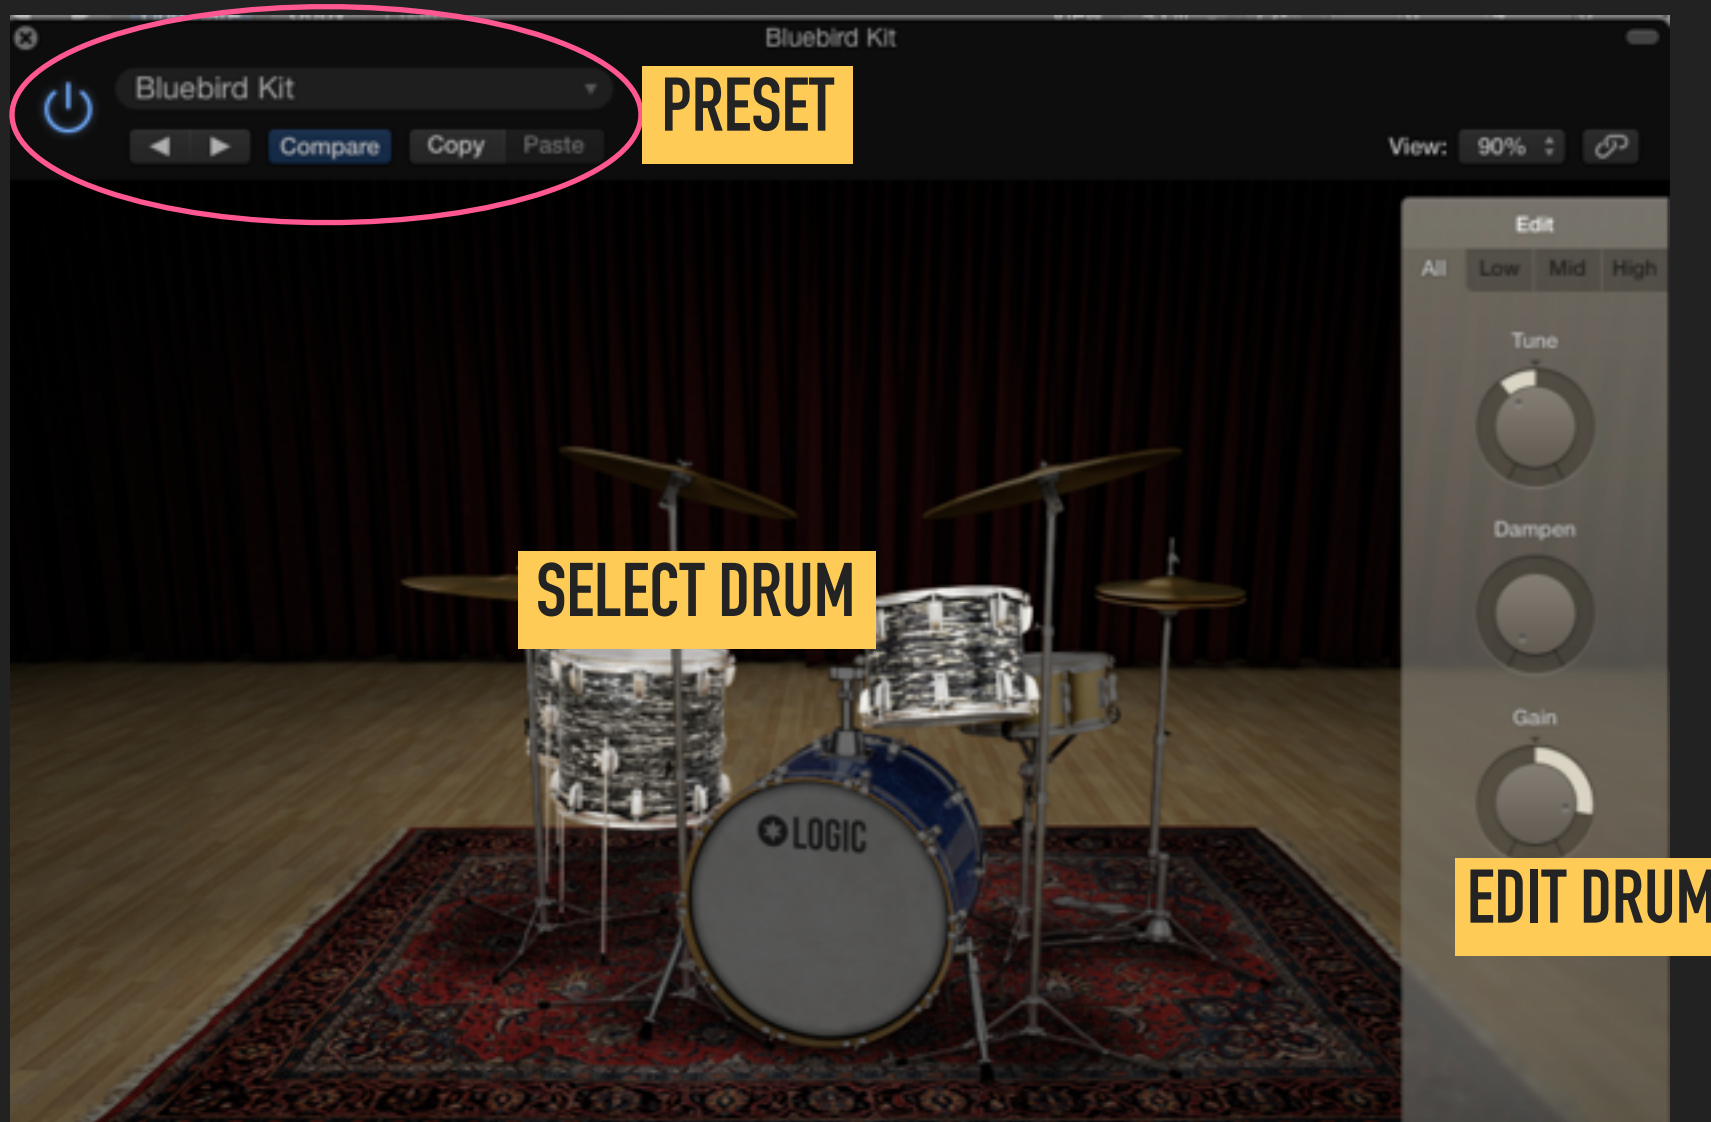 Bluebird Kit
Bluebird Kit
PRESET
Compare
Copy
Paste
View: 90%
Edit
All Low Mid High
Tune
Dampen
SELECT DRUM
Gain
LOGIC
EDIT DRUM